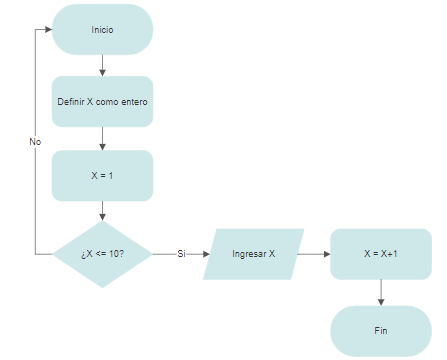 Inicio
Definir X como entero
No
X = 1
¿X <= 10?
Si
Ingresar X
X = X+1
Fin